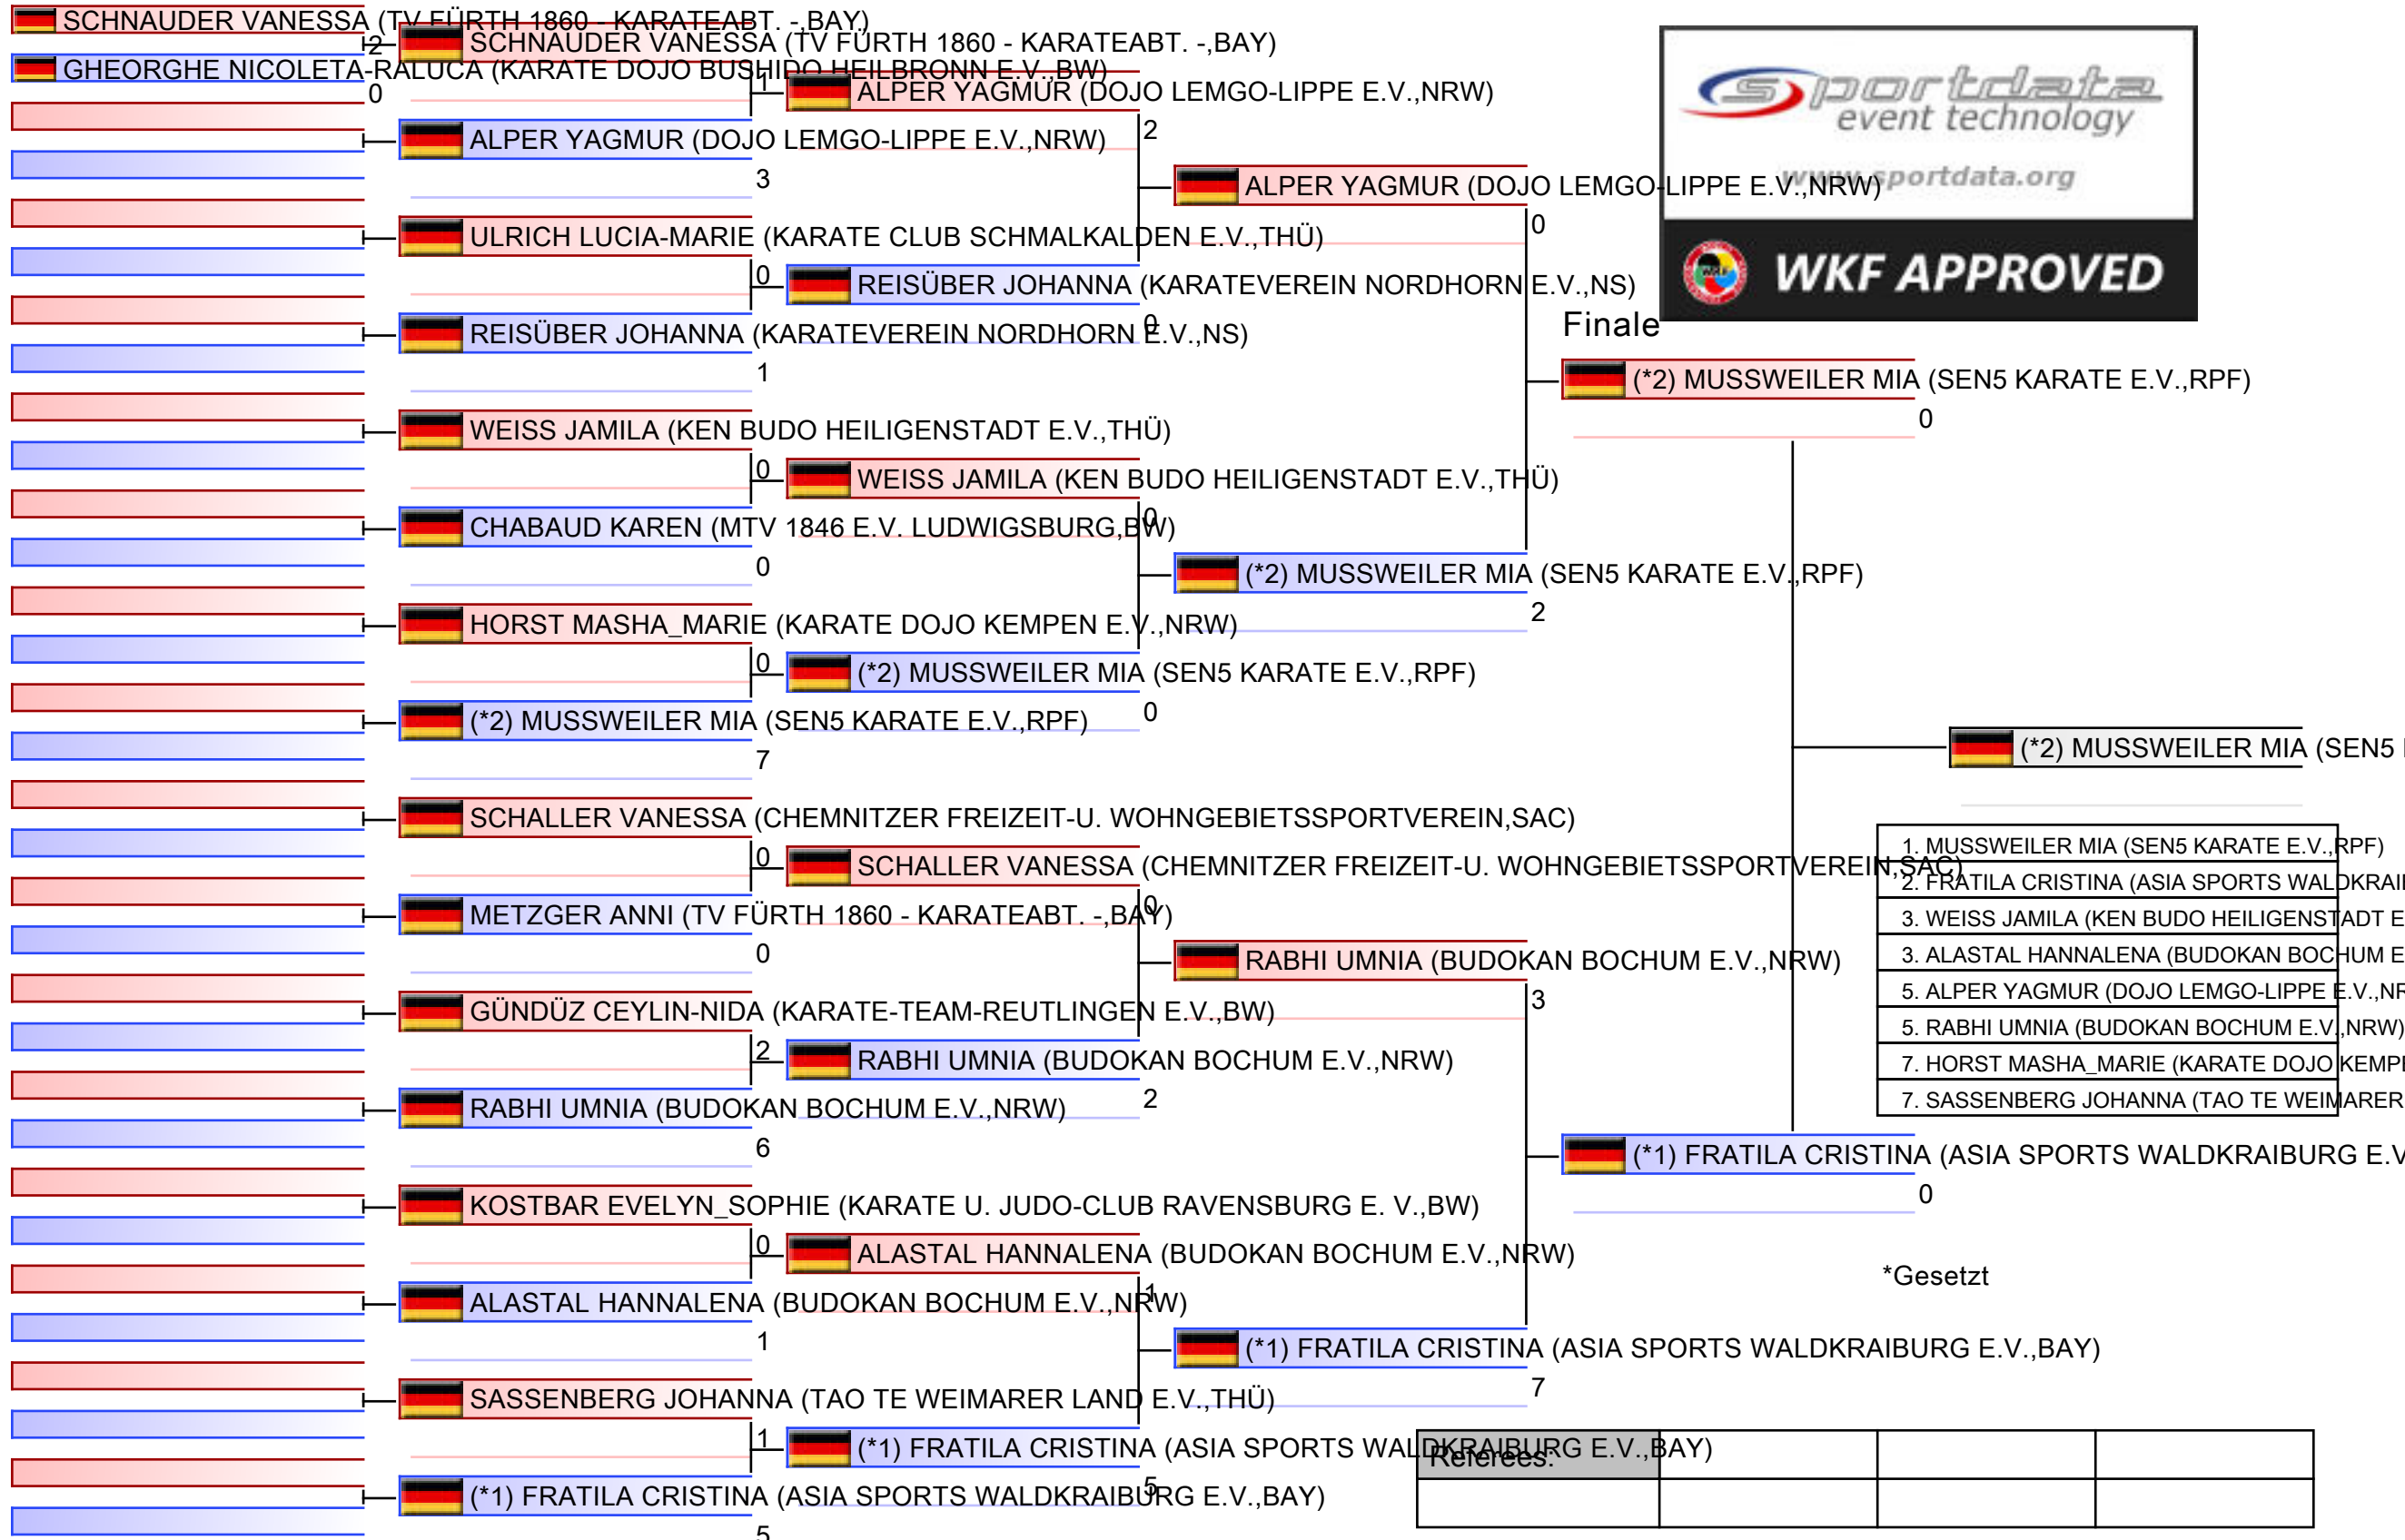 SCHNAUDER VANESSA (TV FÜRTH 1860 - KARATEABT. -,BAY)
2
GHEORGHE NICOLETA-RALUCA (KARATE DOJO BUSHIDO HEILBRONN E.V.,BW)
0
SCHNAUDER VANESSA (TV FÜRTH 1860 - KARATEABT. -,BAY)
1
ALPER YAGMUR (DOJO LEMGO-LIPPE E.V.,NRW)
3
ULRICH LUCIA-MARIE (KARATE CLUB SCHMALKALDEN E.V.,THÜ)
0
REISÜBER JOHANNA (KARATEVEREIN NORDHORN E.V.,NS)
1
WEISS JAMILA (KEN BUDO HEILIGENSTADT E.V.,THÜ)
0
CHABAUD KAREN (MTV 1846 E.V. LUDWIGSBURG,BW)
0
HORST MASHA_MARIE (KARATE DOJO KEMPEN E.V.,NRW)
0
(*2) MUSSWEILER MIA (SEN5 KARATE E.V.,RPF)
7
SCHALLER VANESSA (CHEMNITZER FREIZEIT-U. WOHNGEBIETSSPORTVEREIN,SAC)
0
METZGER ANNI (TV FÜRTH 1860 - KARATEABT. -,BAY)
0
GÜNDÜZ CEYLIN-NIDA (KARATE-TEAM-REUTLINGEN E.V.,BW)
2
RABHI UMNIA (BUDOKAN BOCHUM E.V.,NRW)
6
KOSTBAR EVELYN_SOPHIE (KARATE U. JUDO-CLUB RAVENSBURG E. V.,BW)
0
ALASTAL HANNALENA (BUDOKAN BOCHUM E.V.,NRW)
1
SASSENBERG JOHANNA (TAO TE WEIMARER LAND E.V.,THÜ)
1
(*1) FRATILA CRISTINA (ASIA SPORTS WALDKRAIBURG E.V.,BAY)
5
ALPER YAGMUR (DOJO LEMGO-LIPPE E.V.,NRW)
2
REISÜBER JOHANNA (KARATEVEREIN NORDHORN E.V.,NS)
0
WEISS JAMILA (KEN BUDO HEILIGENSTADT E.V.,THÜ)
0
(*2) MUSSWEILER MIA (SEN5 KARATE E.V.,RPF)
0
SCHALLER VANESSA (CHEMNITZER FREIZEIT-U. WOHNGEBIETSSPORTVEREIN,SAC)
0
RABHI UMNIA (BUDOKAN BOCHUM E.V.,NRW)
2
ALASTAL HANNALENA (BUDOKAN BOCHUM E.V.,NRW)
1
(*1) FRATILA CRISTINA (ASIA SPORTS WALDKRAIBURG E.V.,BAY)
5
ALPER YAGMUR (DOJO LEMGO-LIPPE E.V.,NRW)
0
(*2) MUSSWEILER MIA (SEN5 KARATE E.V.,RPF)
2
RABHI UMNIA (BUDOKAN BOCHUM E.V.,NRW)
3
(*1) FRATILA CRISTINA (ASIA SPORTS WALDKRAIBURG E.V.,BAY)
7
sportdata
event technology
www.sportdata.org
WKF APPROVED
Finale
(*2) MUSSWEILER MIA (SEN5 KARATE E.V.,RPF)
0
(*1) FRATILA CRISTINA (ASIA SPORTS WALDKRAIBURG E.V
0
(*2) MUSSWEILER MIA (SEN5
1. MUSSWEILER MIA (SEN5 KARATE E.V.,RPF)
2. FRATILA CRISTINA (ASIA SPORTS WALDKRAI
3. WEISS JAMILA (KEN BUDO HEILIGENSTADT E
3. ALASTAL HANNALENA (BUDOKAN BOCHUM E
5. ALPER YAGMUR (DOJO LEMGO-LIPPE E.V.,NR
5. RABHI UMNIA (BUDOKAN BOCHUM E.V.,NRW)
7. HORST MASHA_MARIE (KARATE DOJO KEMP
7. SASSENBERG JOHANNA (TAO TE WEIMARER
*Gesetzt
Referees: